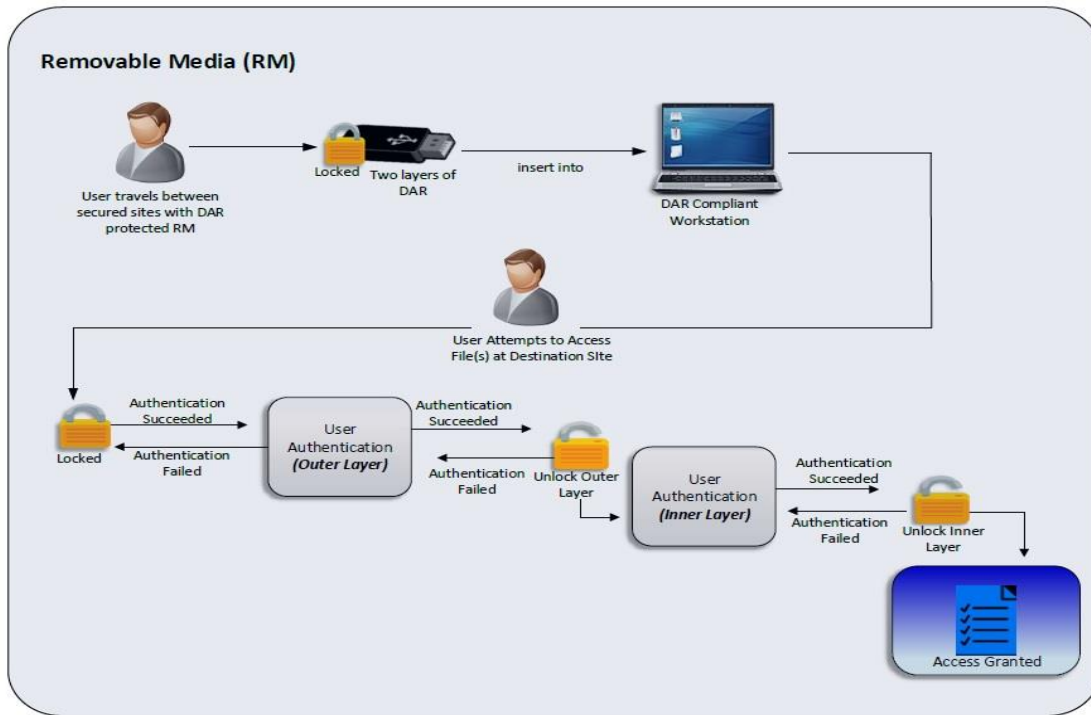 Removable Media (RM)
Locked
Two layers of
DAR
insert into
User travels between
secured sites with DAR
protected RM
DAR Compliant
Workstation
User Attempts to Access
File(s) at Destination SIte
Locked
Authentication
Succeeded
Authentication
Failed
User
Authentication
(Outer Layer)
Authentication
Succeeded
Authentication
Failed
Unlock Outer
Layer
User
Authentication
(Inner Layer)
Authentication
Succeeded
Authentication
Failed
Unlock Inner
Layer
Access Granted